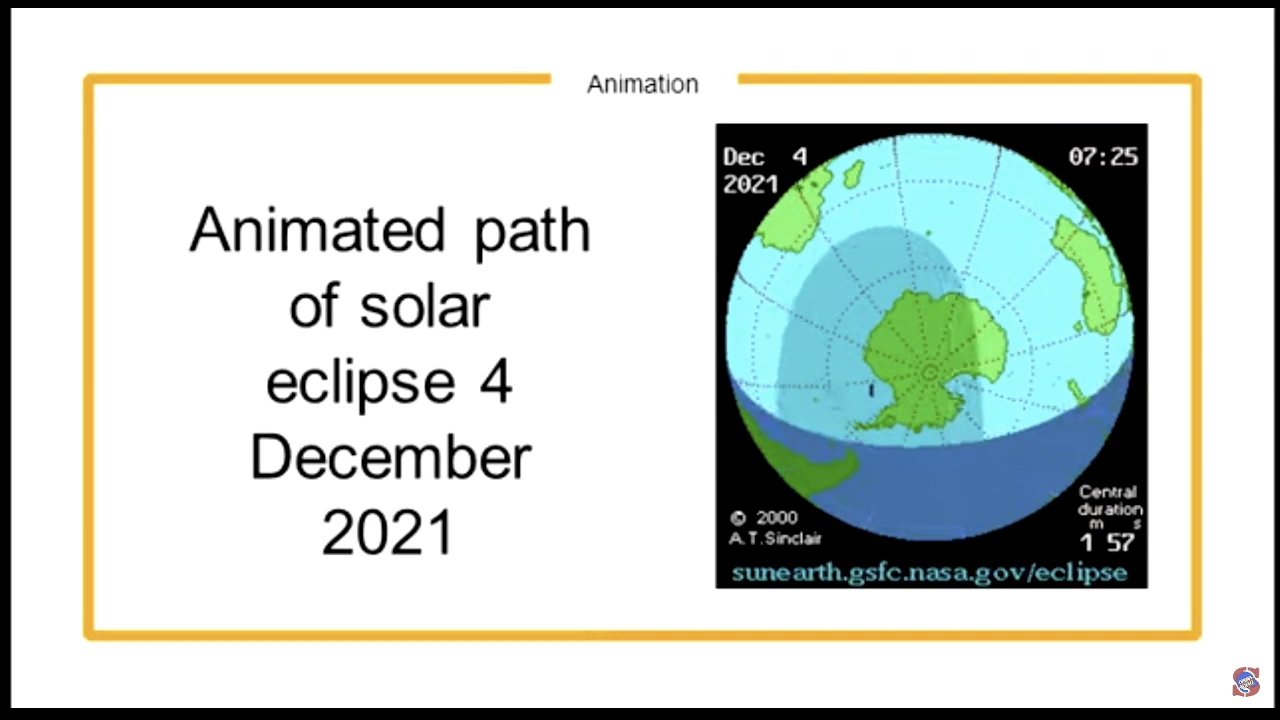 Animation
Animated path
of solar
eclipse 4
December
2021
Dec 4
2021
07:25
© 2000
A.T.Sinclair
Central
duration
m s
1 57
sunearth.gsfc.nasa.gov/eclipse
S